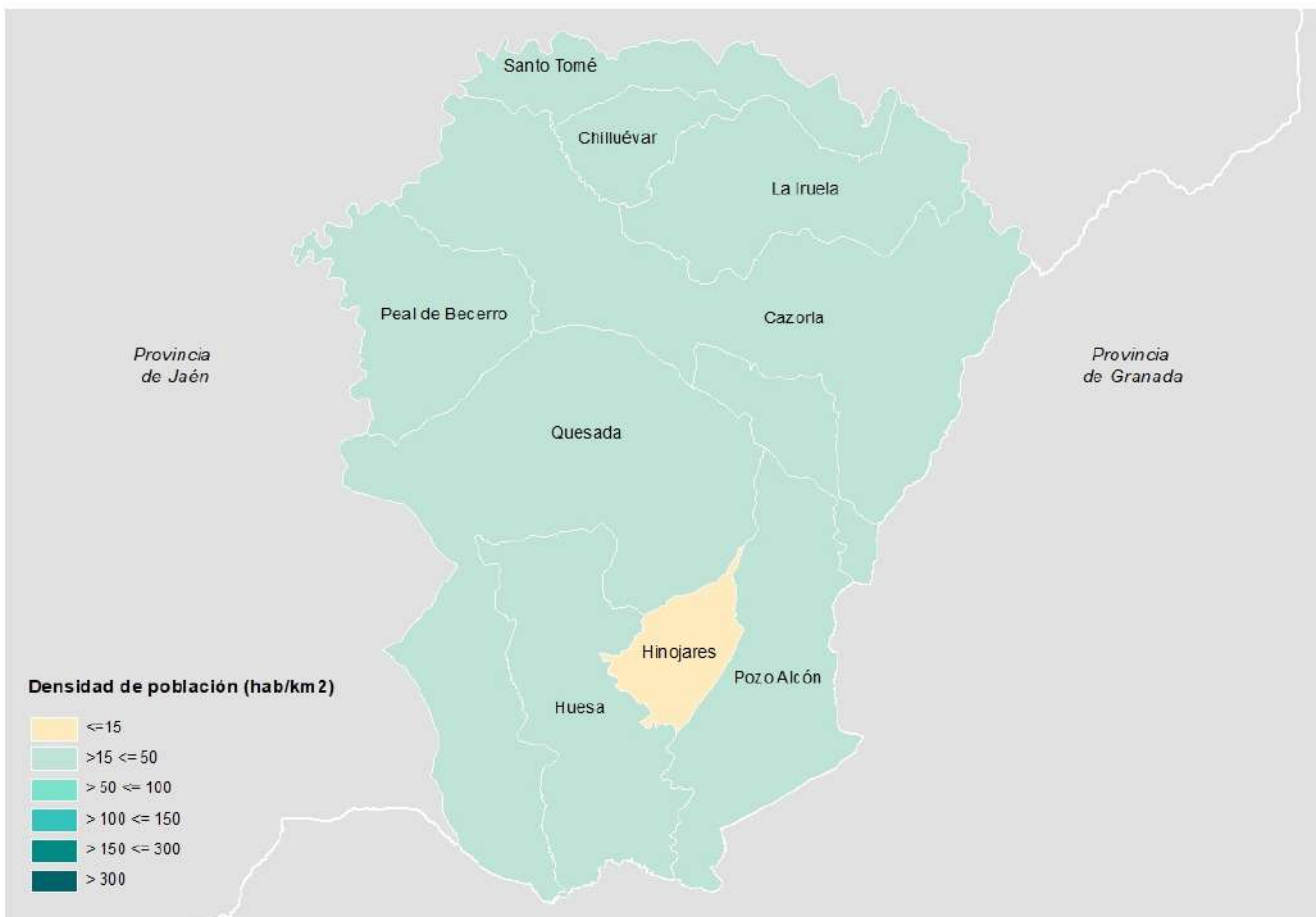 Santo Tomé
Chilluévar
La Iruela
Peal de Becerro
Cazorla
Provincia
de Jaén
Provincia
de Granada
Quesada
Hinojares
Pozo Alcón
Huesa
Densidad de población (hab/km2)
<=15
>15 <= 50
> 50 <= 100
> 100 <= 150
> 150 <= 300
> 300